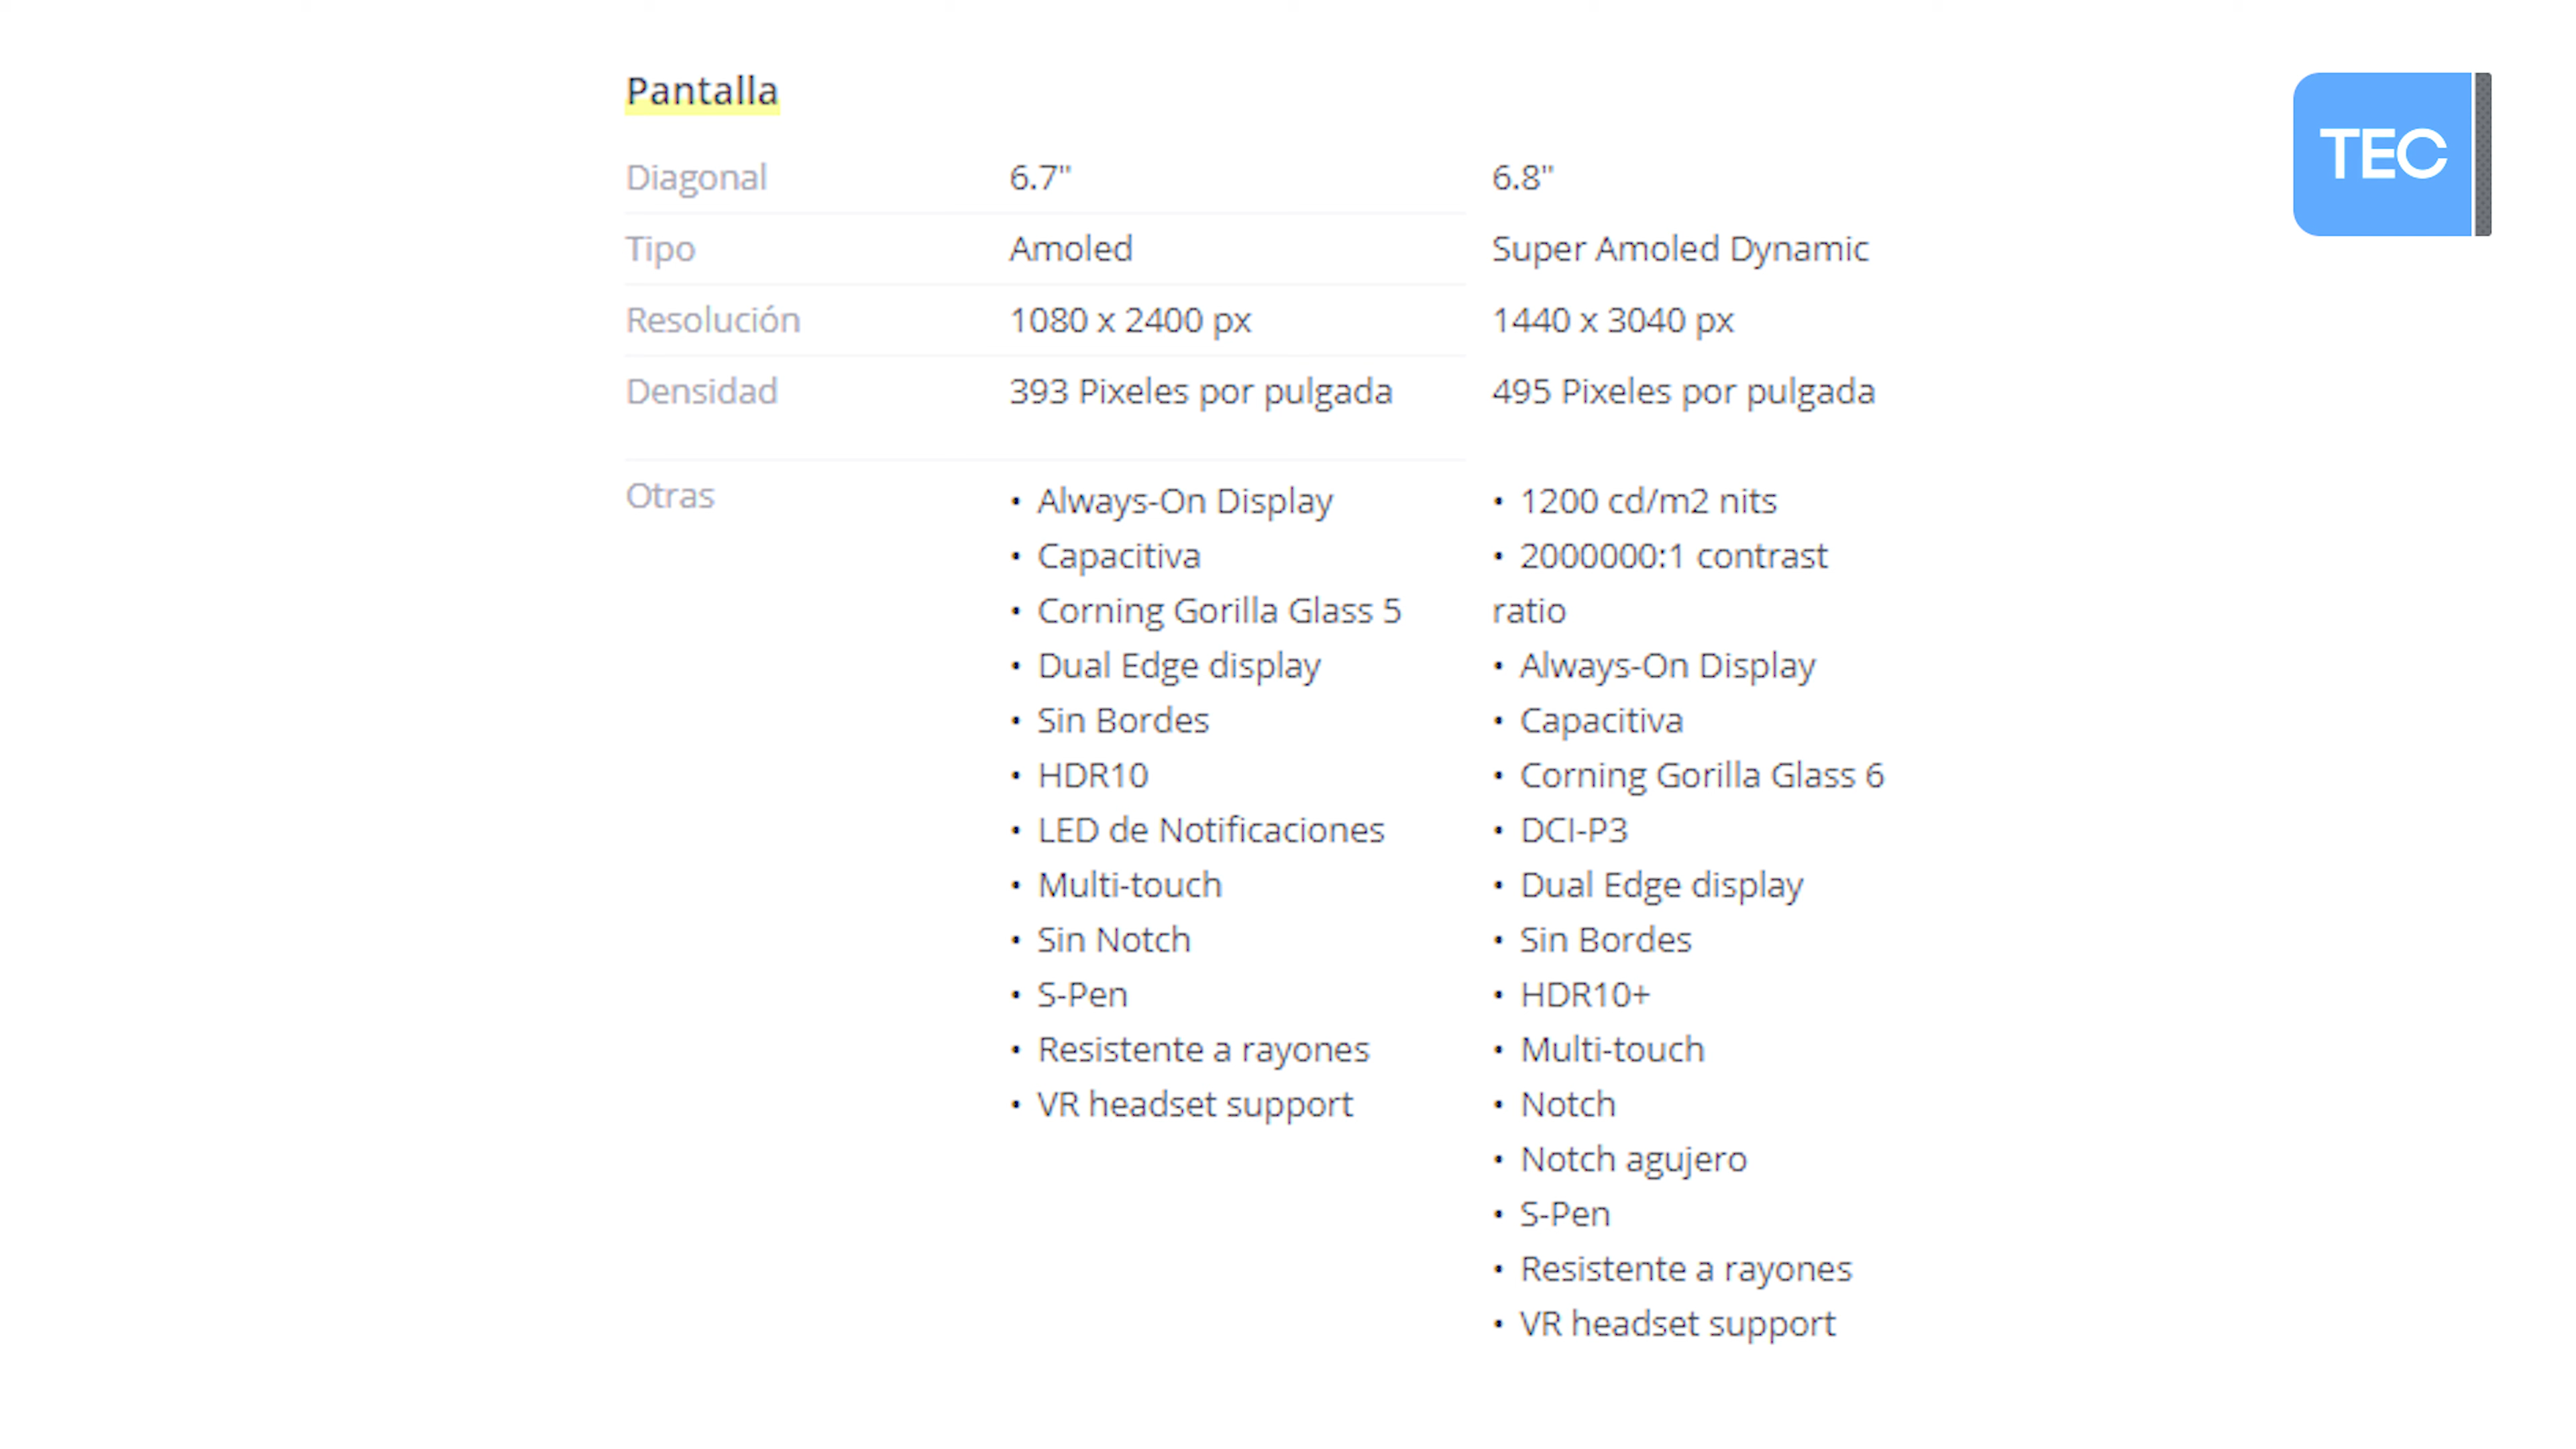 Pantalla
TEC
Diagonal 6.7" 6.8"
Tipo Amoled Super Amoled Dynamic
Resolución 1080 x 2400 px 1440 x 3040 px
Densidad 393 Pixeles por pulgada 495 Pixeles por pulgada
Otras
• Always-On Display
• Capacitiva
• Corning Gorilla Glass 5
• Dual Edge display
• Sin Bordes
• HDR10
• LED de Notificaciones
• Multi-touch
• Sin Notch
• S-Pen
• Resistente a rayones
• VR headset support
• 1200 cd/m2 nits
• 2000000:1 contrast
ratio
• Always-On Display
• Capacitiva
• Corning Gorilla Glass 6
• DCI-P3
• Dual Edge display
• Sin Bordes
• HDR10+
• Multi-touch
• Notch
• Notch agujero
• S-Pen
• Resistente a rayones
• VR headset support